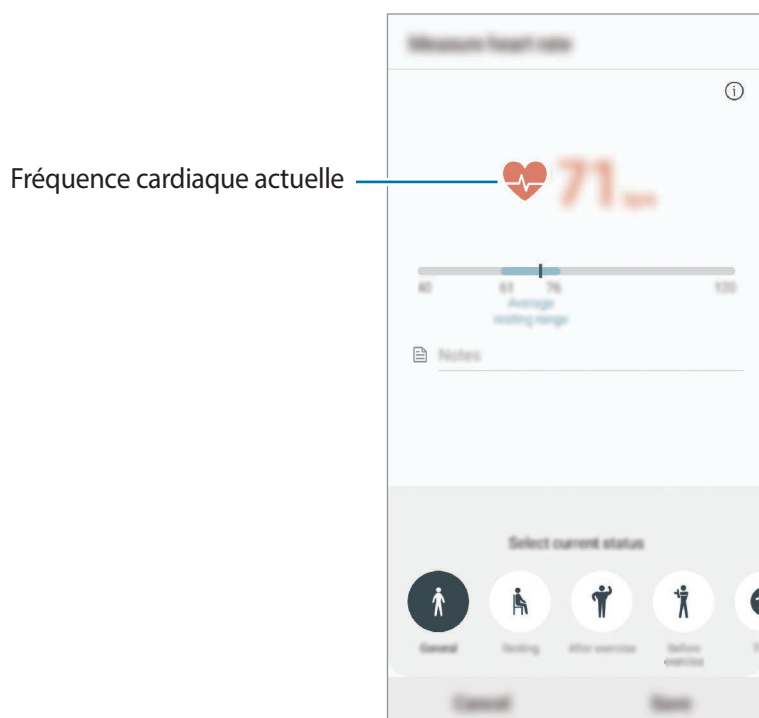 Measure heart rate
Fréquence cardiaque actuelle
71 bpm
40 61 76 120
Average
resting range
Notes
Select current status
General Resting After exercise Before
exercise
Cancel Save